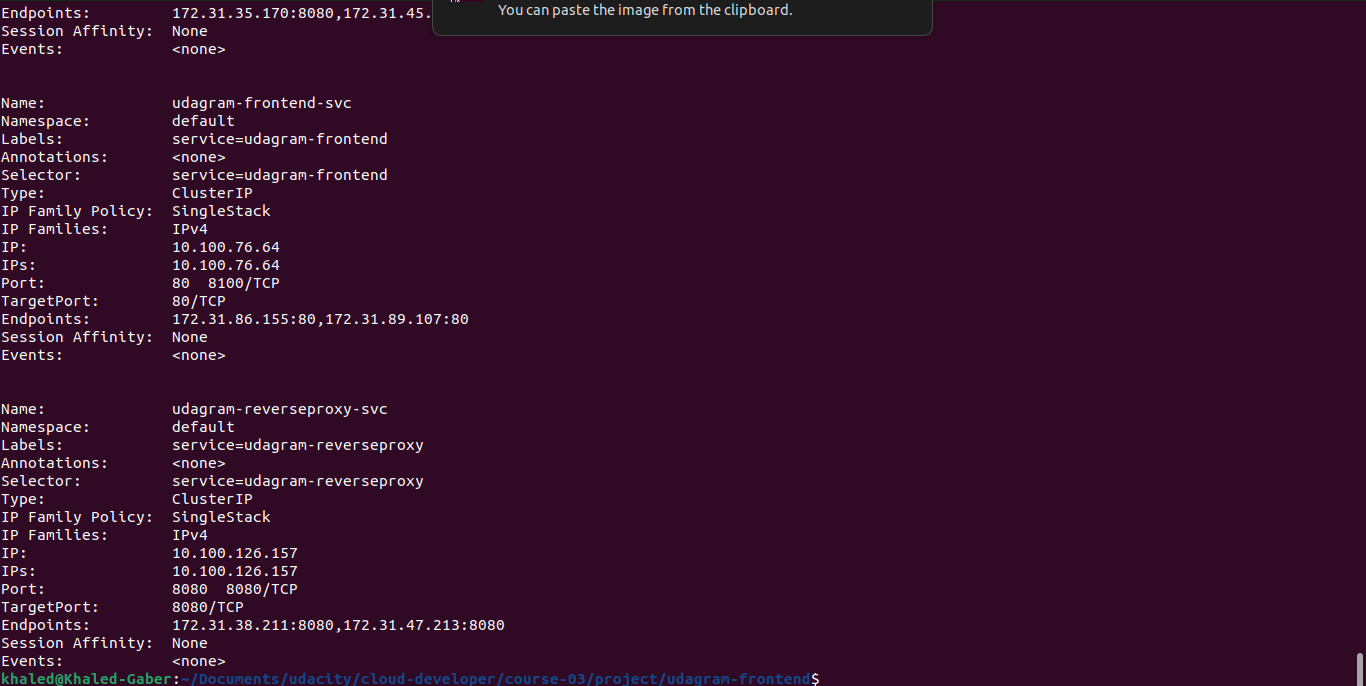 You can paste the image from the clipboard.
Endpoints: 172.31.35.170:8080,172.31.45.
Session Affinity: None
Events: <none>
Name: udagram-frontend-svc
Namespace: default
Labels: service=udagram-frontend
Annotations: <none>
Selector: service=udagram-frontend
Type: ClusterIP
IP Family Policy: SingleStack
IP Families: IPv4
IP: 10.100.76.64
IPs: 10.100.76.64
Port: 80 8100/TCP
TargetPort: 80/TCP
Endpoints: 172.31.86.155:80,172.31.89.107:80
Session Affinity: None
Events: <none>
Name: udagram-reverseproxy-svc
Namespace: default
Labels: service=udagram-reverseproxy
Annotations: <none>
Selector: service=udagram-reverseproxy
Type: ClusterIP
IP Family Policy: SingleStack
IP Families: IPv4
IP: 10.100.126.157
IPs: 10.100.126.157
Port: 8080 8080/TCP
TargetPort: 8080/TCP
Endpoints: 172.31.38.211:8080,172.31.47.213:8080
Session Affinity: None
Events: <none>
khaled@Khaled-Gaber:~/Documents/udacity/cloud-developer/course-03/project/udagram-frontend$